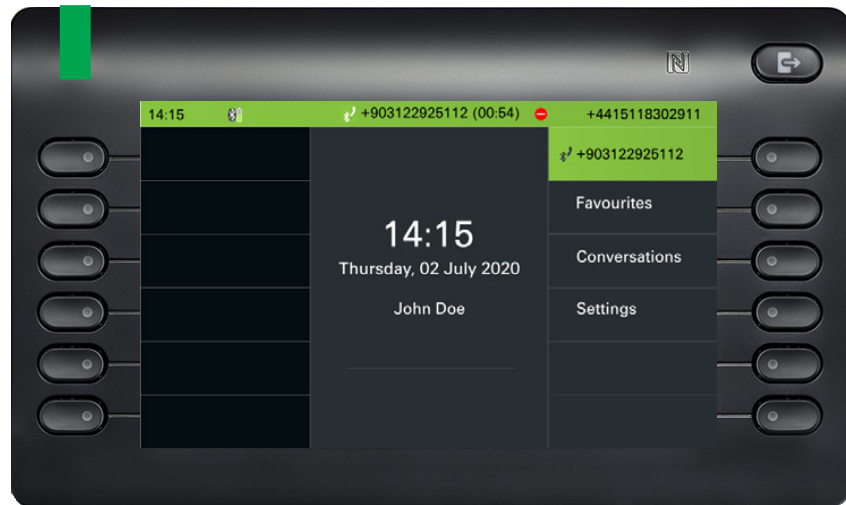 14:15 +903122925112 (00:54) +4415118302911
+903122925112
Favourites
14:15
Conversations
Thursday, 02 July 2020
Settings
John Doe